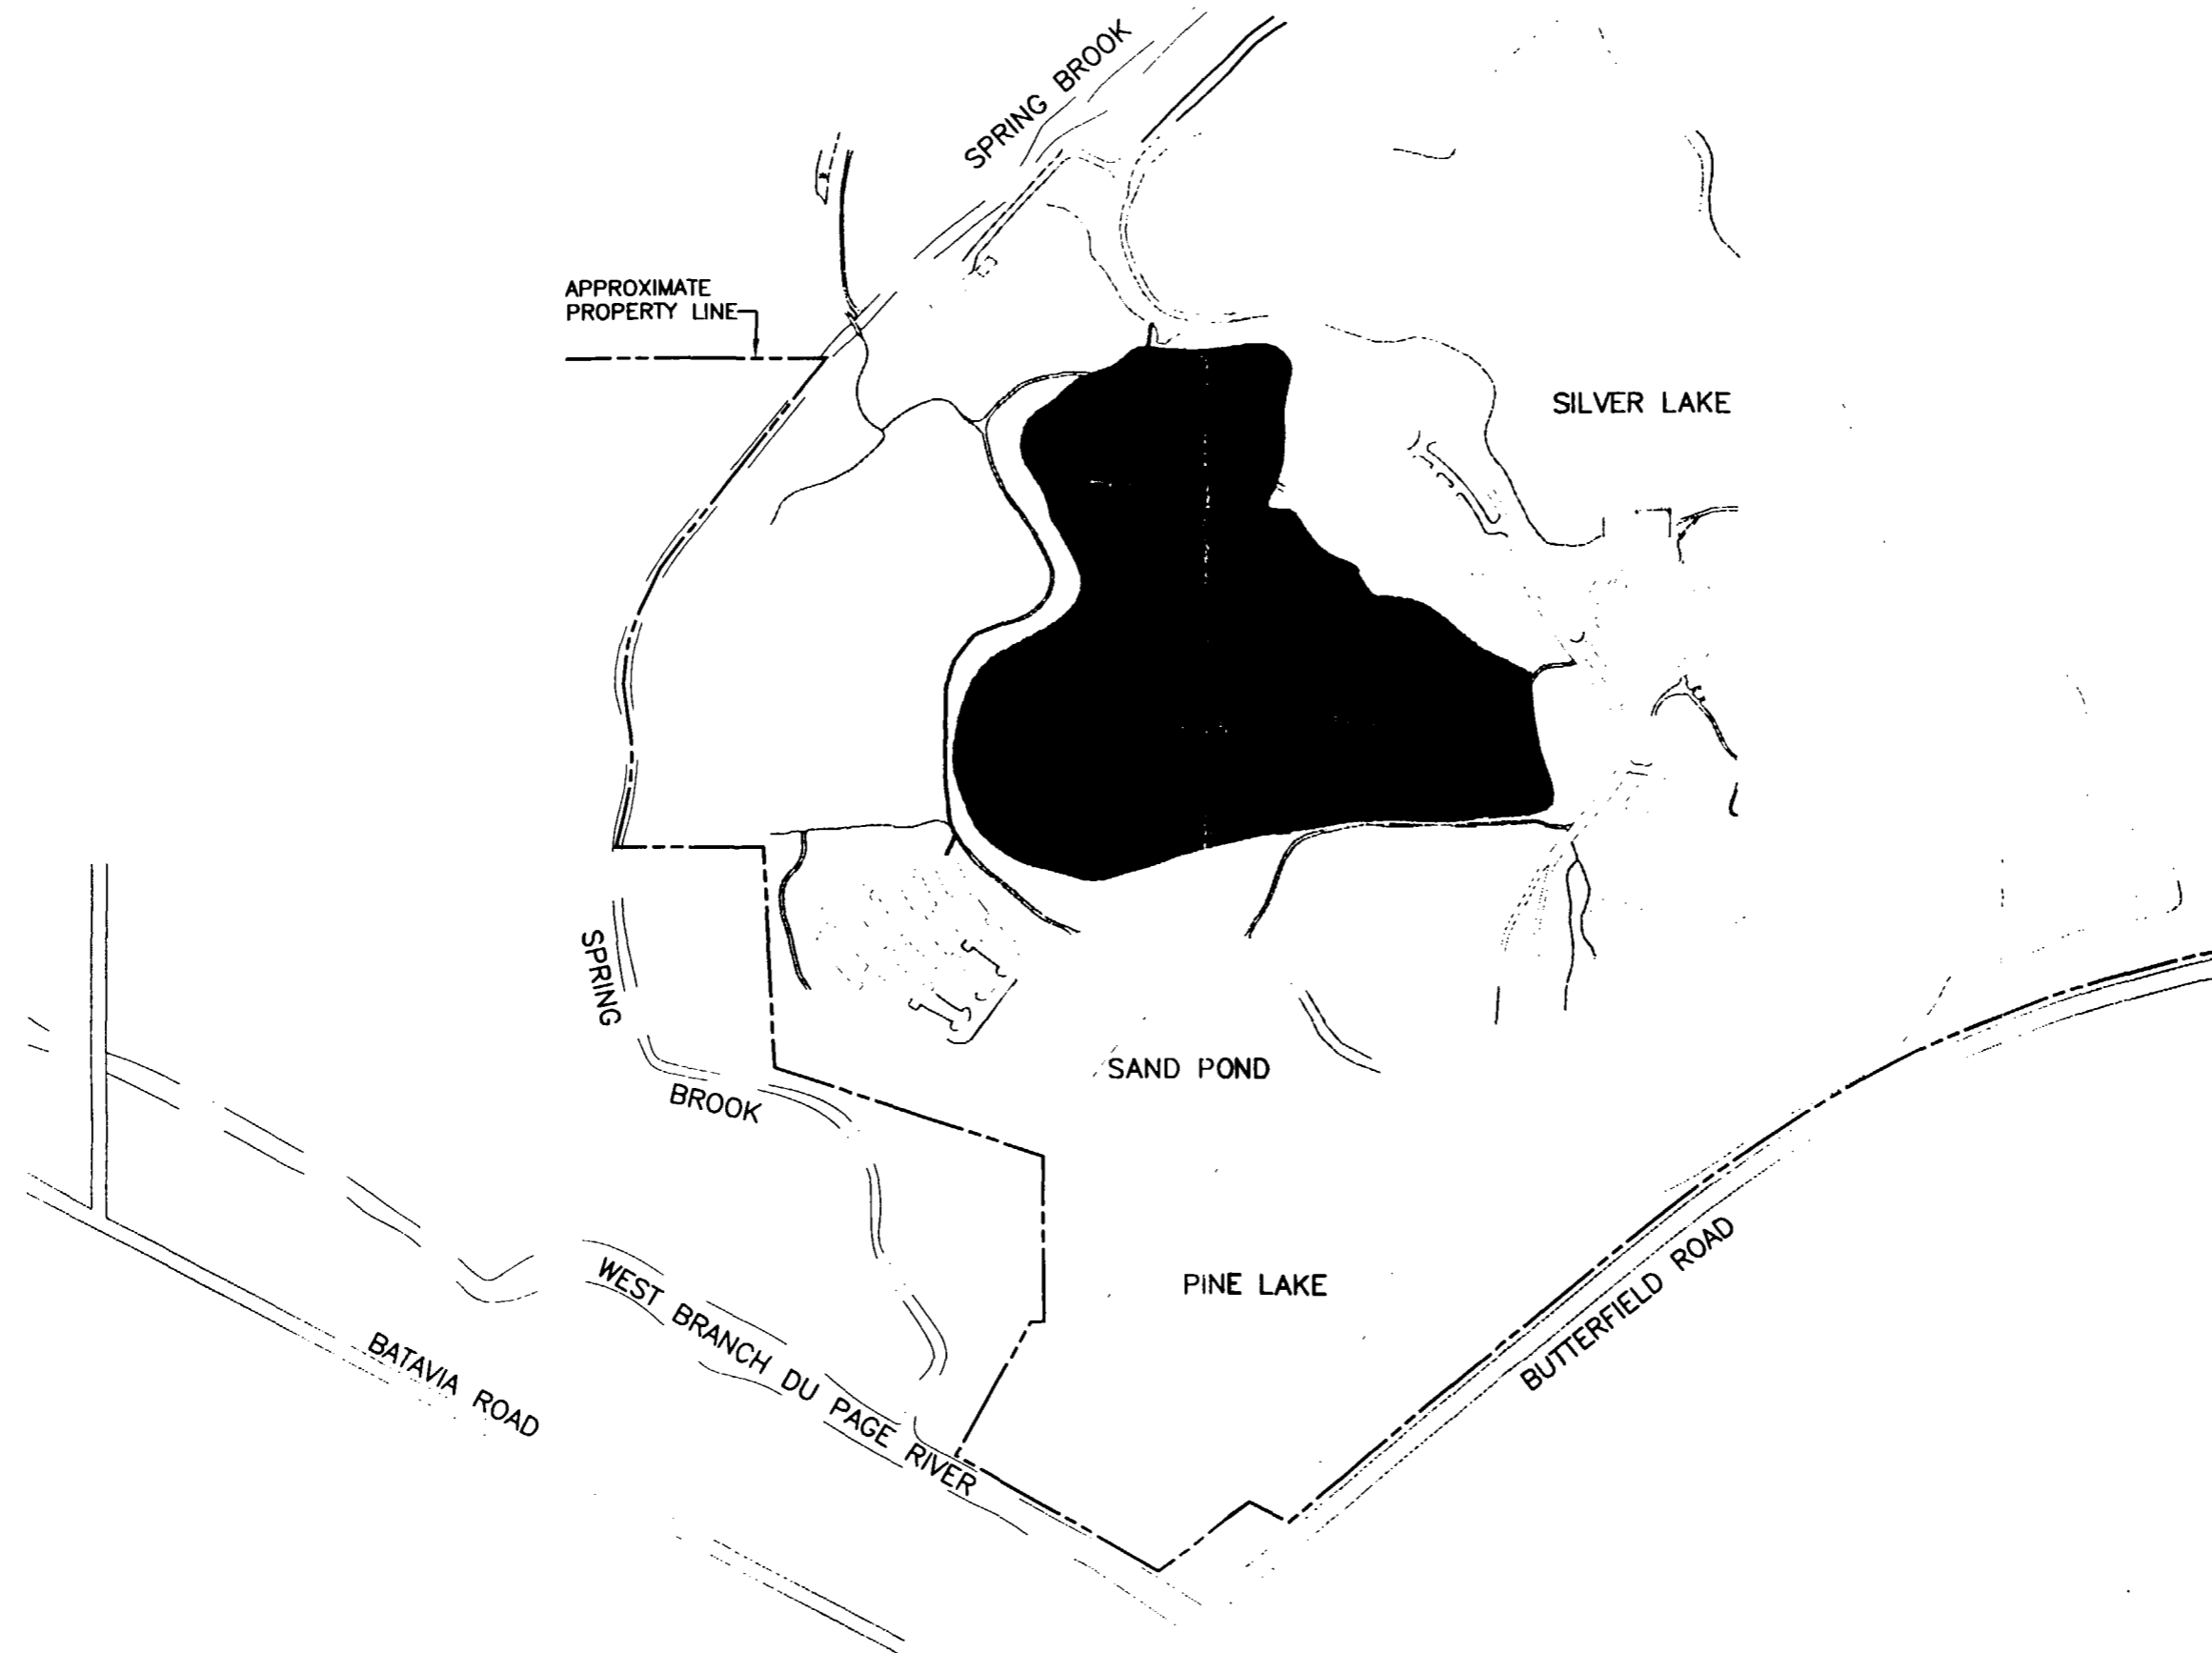 SPRING BROOK
APPROXIMATE
PROPERTY LINE
SILVER LAKE
SPRING
BROOK
SAND POND
PINE LAKE
WEST BRANCH DU PAGE RIVER
BATAVIA ROAD
BUTTERFIELD ROAD